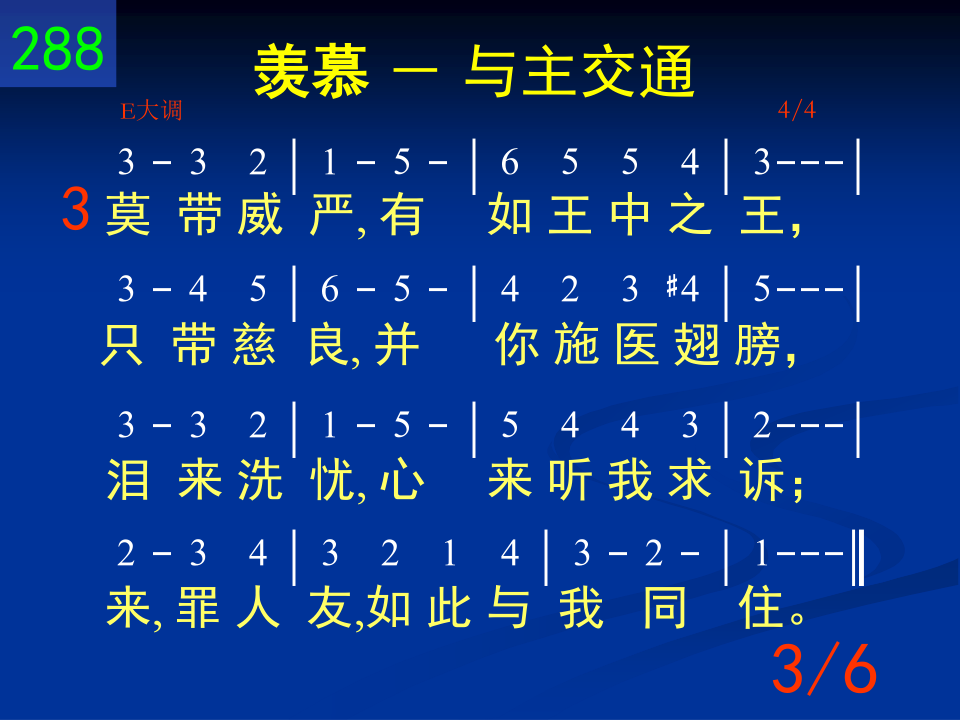 288
羡慕 － 与主交通
E大调 4/4
3 - 3 2 | 1 - 5 - | 6 5 5 4 | 3 - - - |
3 莫 带 威 严, 有 如 王 中 之 王,
3 - 4 5 | 6 - 5 - | 4 2 3 #4 | 5 - - - |
只 带 慈 良, 并 你 施 医 翅 膀,
3 - 3 2 | 1 - 5 - | 5 4 4 3 | 2 - - - |
泪 来 洗 忧, 心 来 听 我 求 诉;
2 - 3 4 | 3 2 1 4 | 3 - 2 - | 1 - - - ‖
来, 罪 人 友, 如 此 与 我 同 住。
3/6